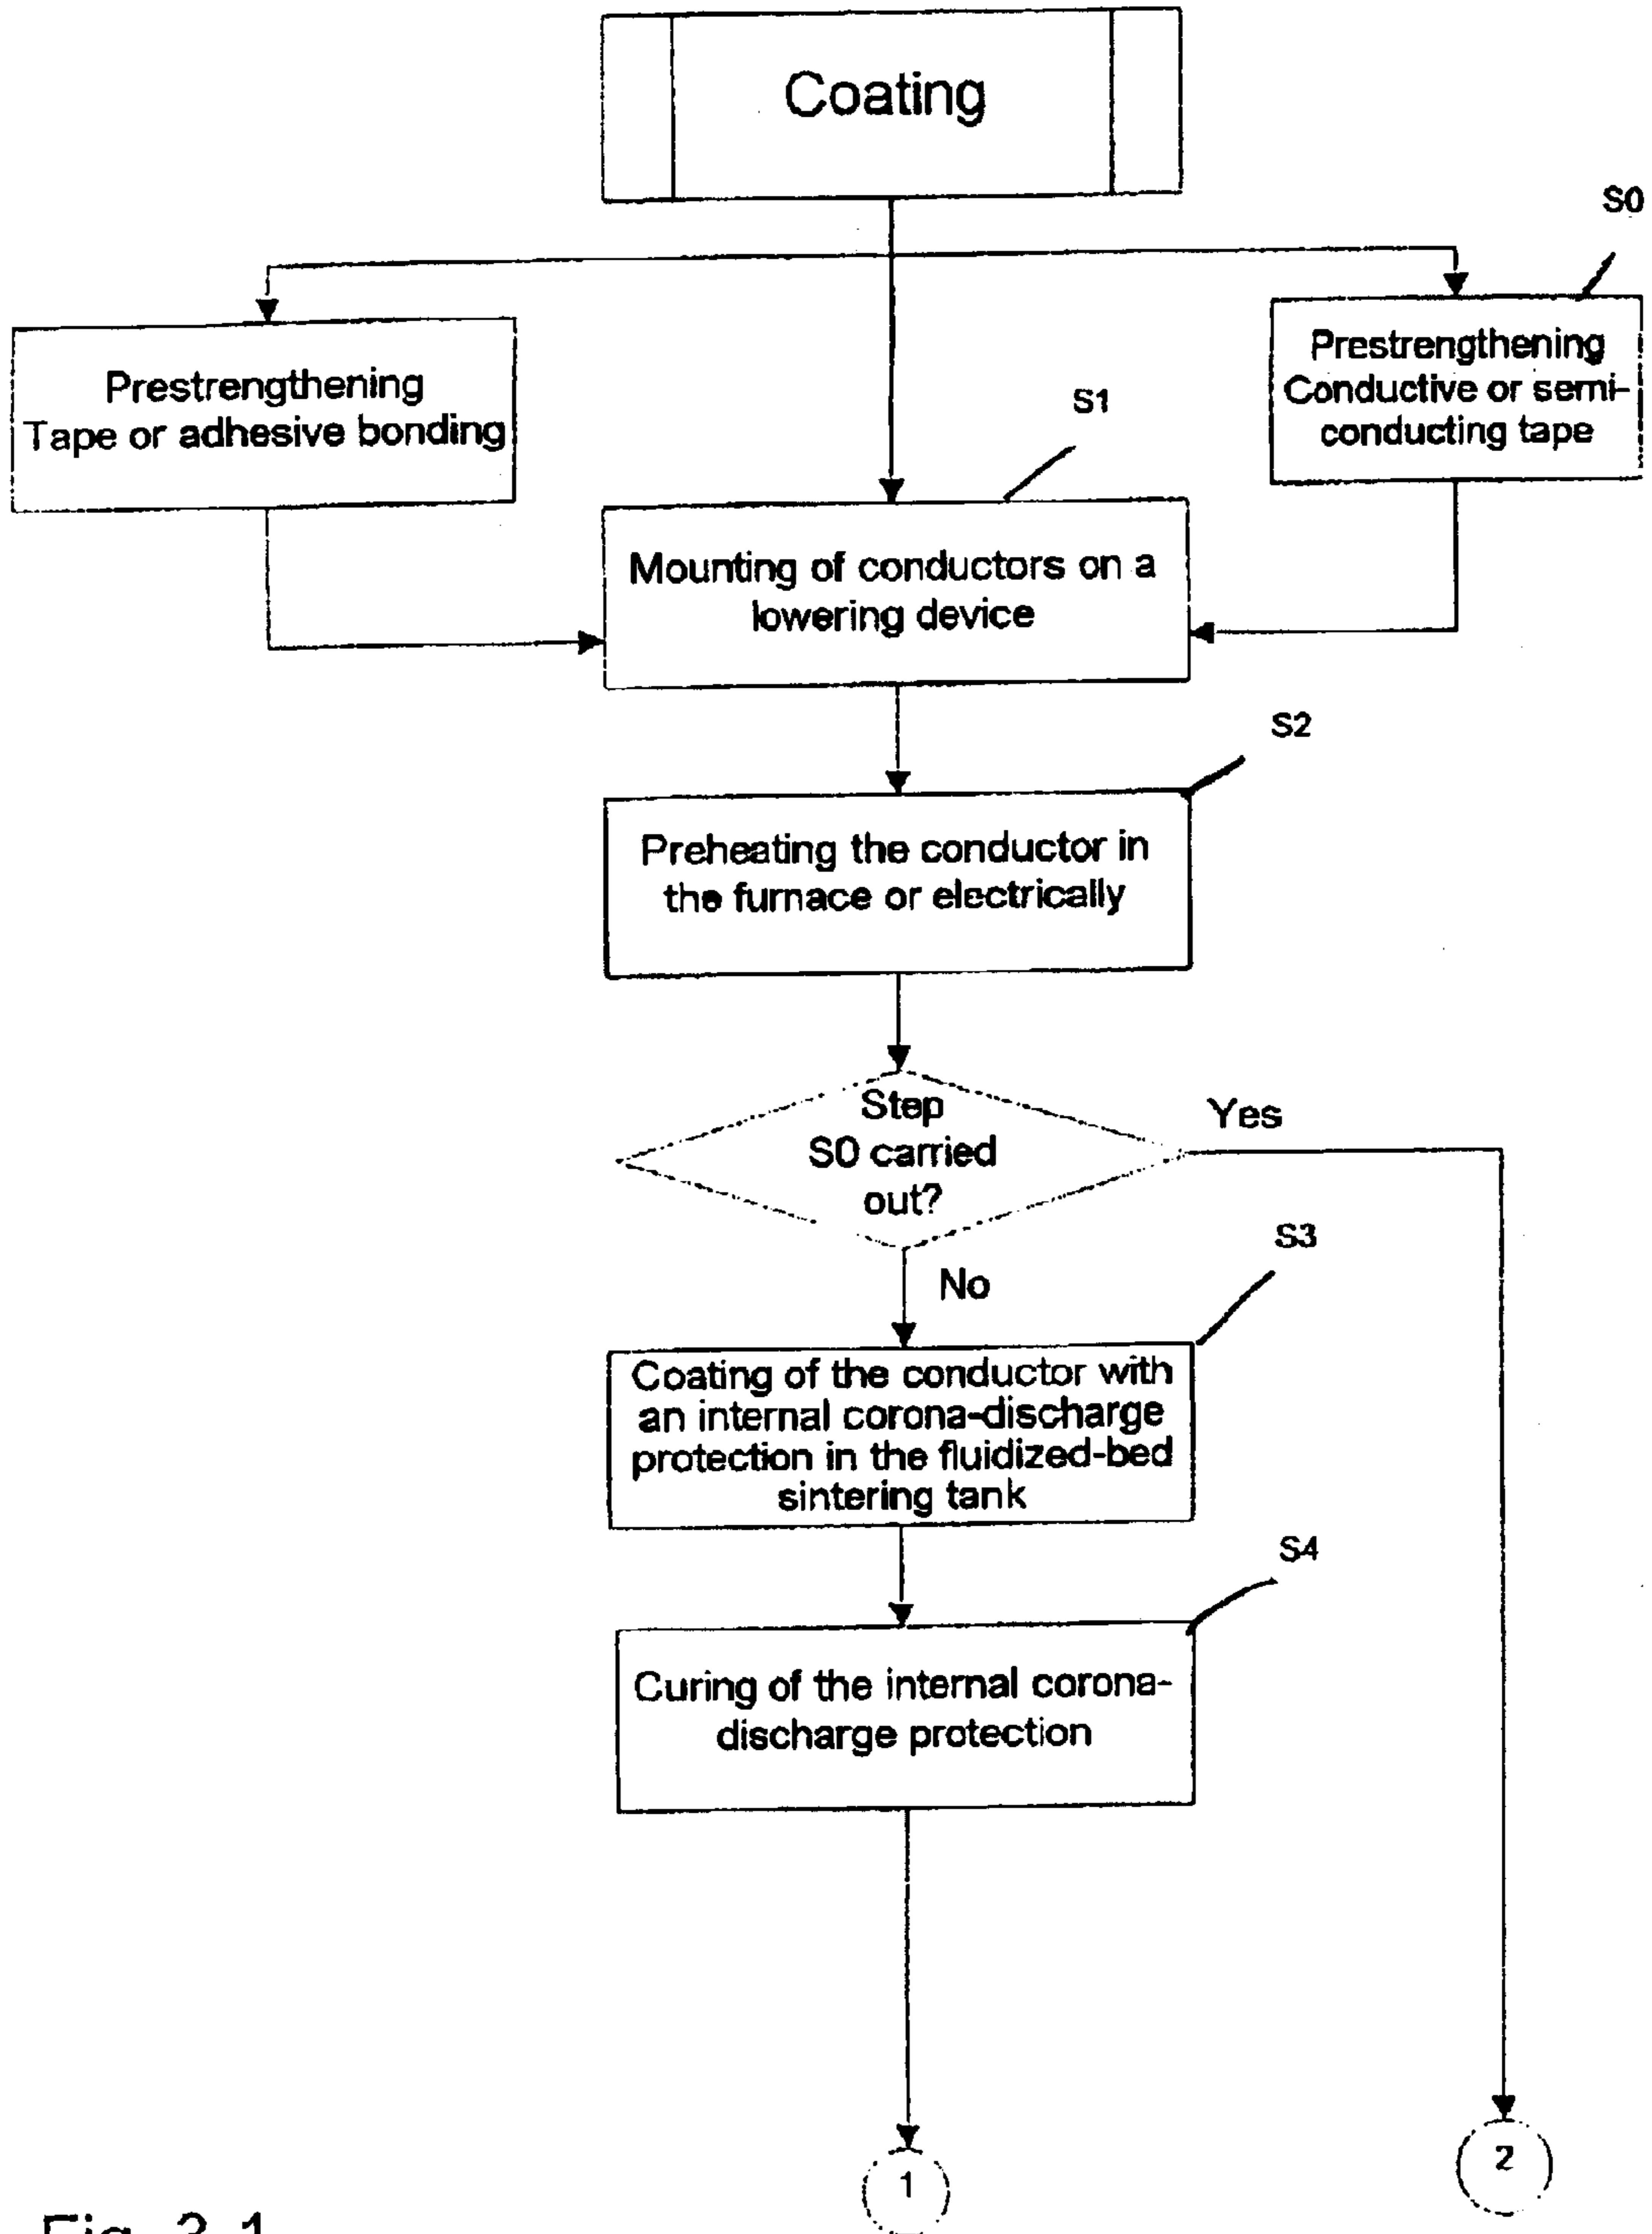 Coating
S0
Prestrengthening
Tape or adhesive bonding
Prestrengthening
Conductive or semi-
conducting tape
S1
Mounting of conductors on a
lowering device
S2
Preheating the conductor in
the furnace or electrically
Step
S0 carried
out?
Yes
No
S3
Coating of the conductor with
an internal corona-discharge
protection in the fluidized-bed
sintering tank
S4
Curing of the internal corona-
discharge protection
1
2
Fig. 3.1